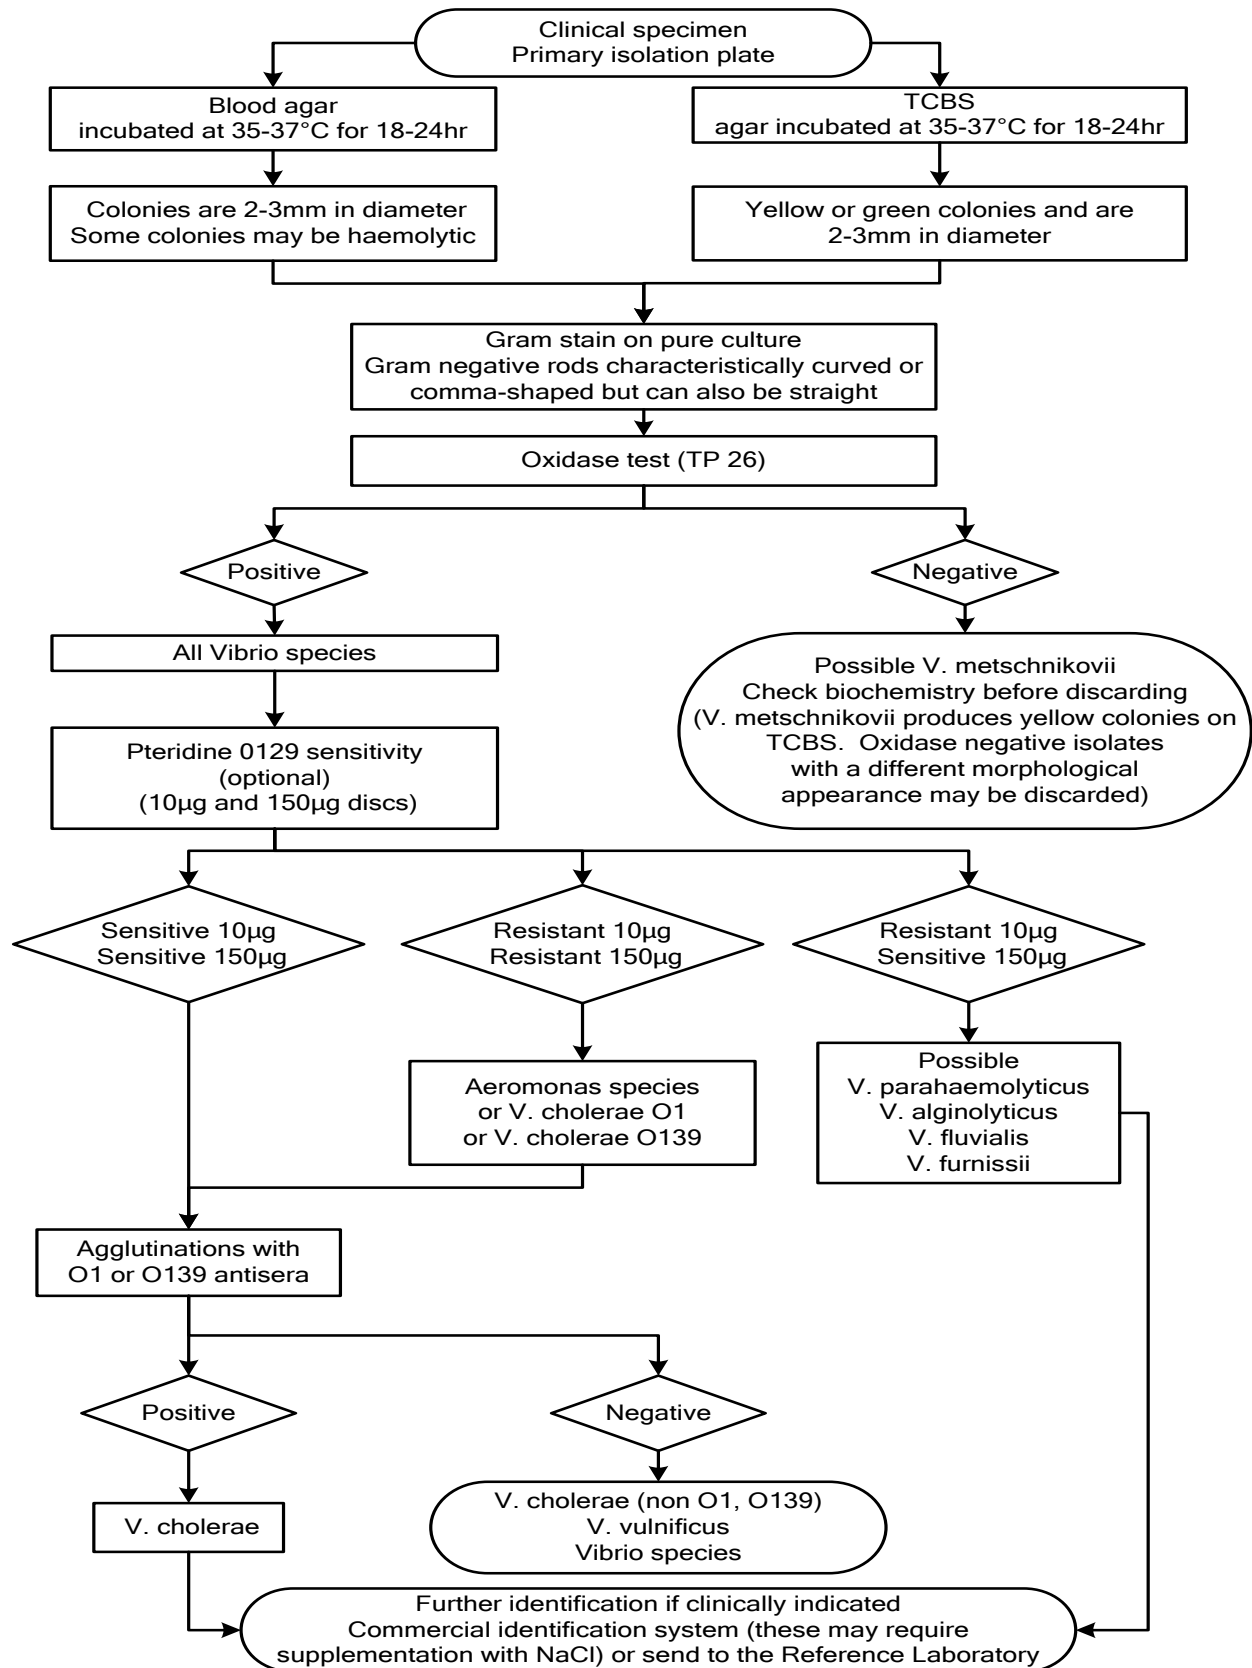 Clinical specimen
Primary isolation plate
Blood agar
incubated at 35-37°C for 18-24hr
TCBS
agar incubated at 35-37°C for 18-24hr
Colonies are 2-3mm in diameter
Some colonies may be haemolytic
Yellow or green colonies and are
2-3mm in diameter
Gram stain on pure culture
Gram negative rods characteristically curved or
comma-shaped but can also be straight
Oxidase test (TP 26)
Positive
Negative
All Vibrio species
Possible V. metschnikovii
Check biochemistry before discarding
(V. metschnikovii produces yellow colonies on
TCBS.  Oxidase negative isolates
with a different morphological
appearance may be discarded)
Pteridine 0129 sensitivity
(optional)
(10µg and 150µg discs)
Sensitive 10µg
Sensitive 150µg
Resistant 10µg
Resistant 150µg
Resistant 10µg
Sensitive 150µg
Aeromonas species
or V. cholerae O1
or V. cholerae O139
Possible
V. parahaemolyticus
V. alginolyticus
V. fluvialis
V. furnissii
Agglutinations with
O1 or O139 antisera
Positive
Negative
V. cholerae
V. cholerae (non O1, O139)
V. vulnificus
Vibrio species
Further identification if clinically indicated
Commercial identification system (these may require
supplementation with NaCl) or send to the Reference Laboratory